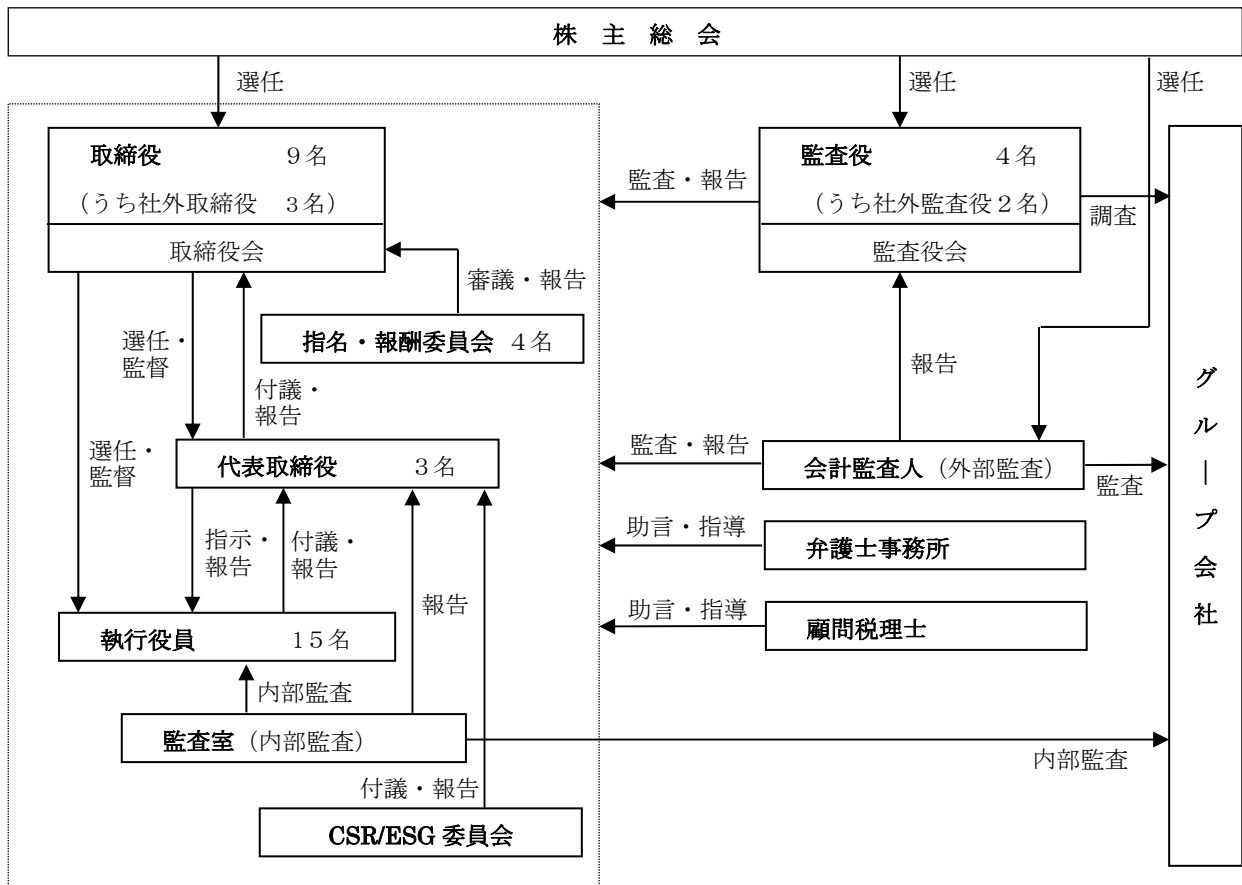 株 主 総 会
選任
選任
選任
取締役 9名
(うち社外取締役 3名)
取締役会
監査・報告
監査役 4名
(うち社外監査役2名)
監査役会
調査
審議・報告
指名・報酬委員会 4名
選任・
監督
付議・
報告
報告
選任・
監督
代表取締役 3名
監査・報告
会計監査人(外部監査)
監査
グループ会社
指示・
報告
付議・
報告
報告
助言・指導
弁護士事務所
執行役員 15名
助言・指導
顧問税理士
内部監査
監査室(内部監査)
内部監査
付議・報告
CSR/ESG 委員会